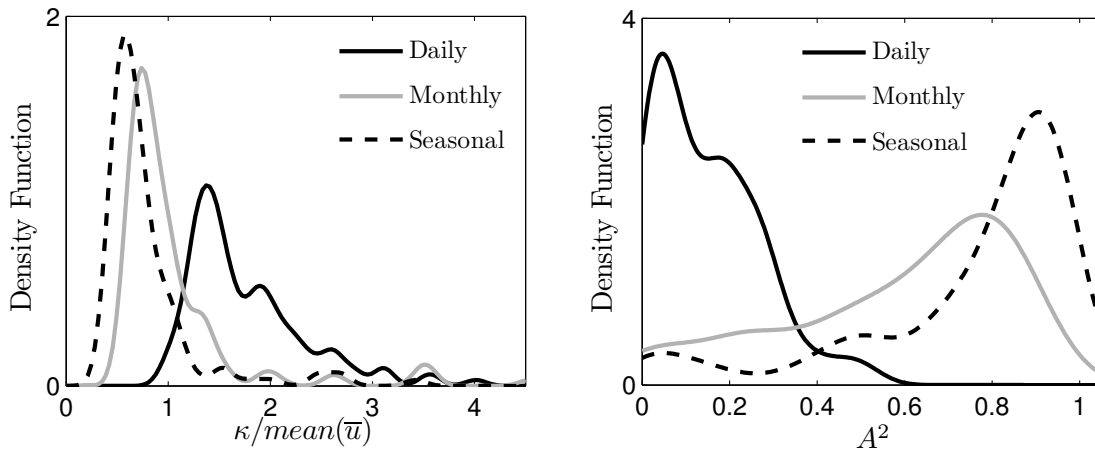 2
Density Function
0
Daily
Monthly
Seasonal
0 1 2 3 4
κ/mean(u̅)
4
Density Function
0
Daily
Monthly
Seasonal
0 0.2 0.4 0.6 0.8 1
A²